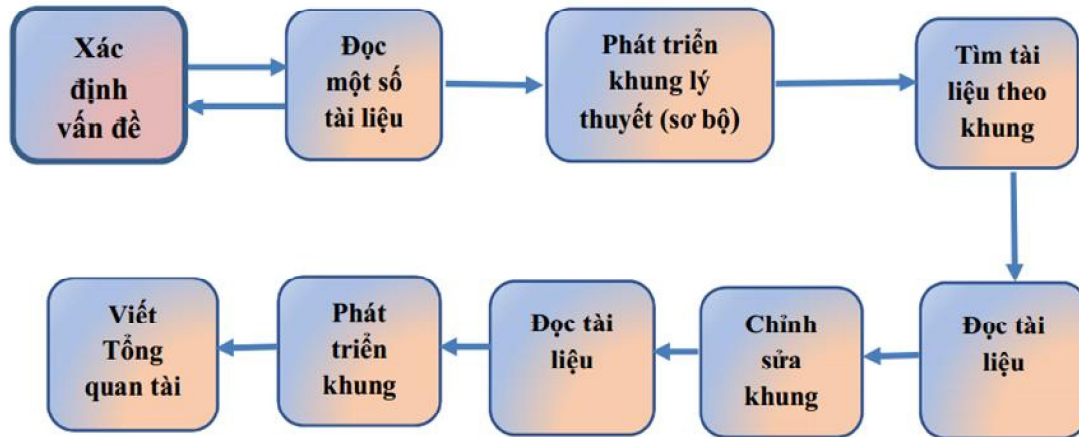 Xác
định
vấn đề
Đọc
một số
tài liệu
Phát triển
khung lý
thuyết (sơ bộ)
Tìm tài
liệu theo
khung
Viết
Tổng
quan tài
Phát
triển
khung
Đọc tài
liệu
Chỉnh
sửa
khung
Đọc tài
liệu